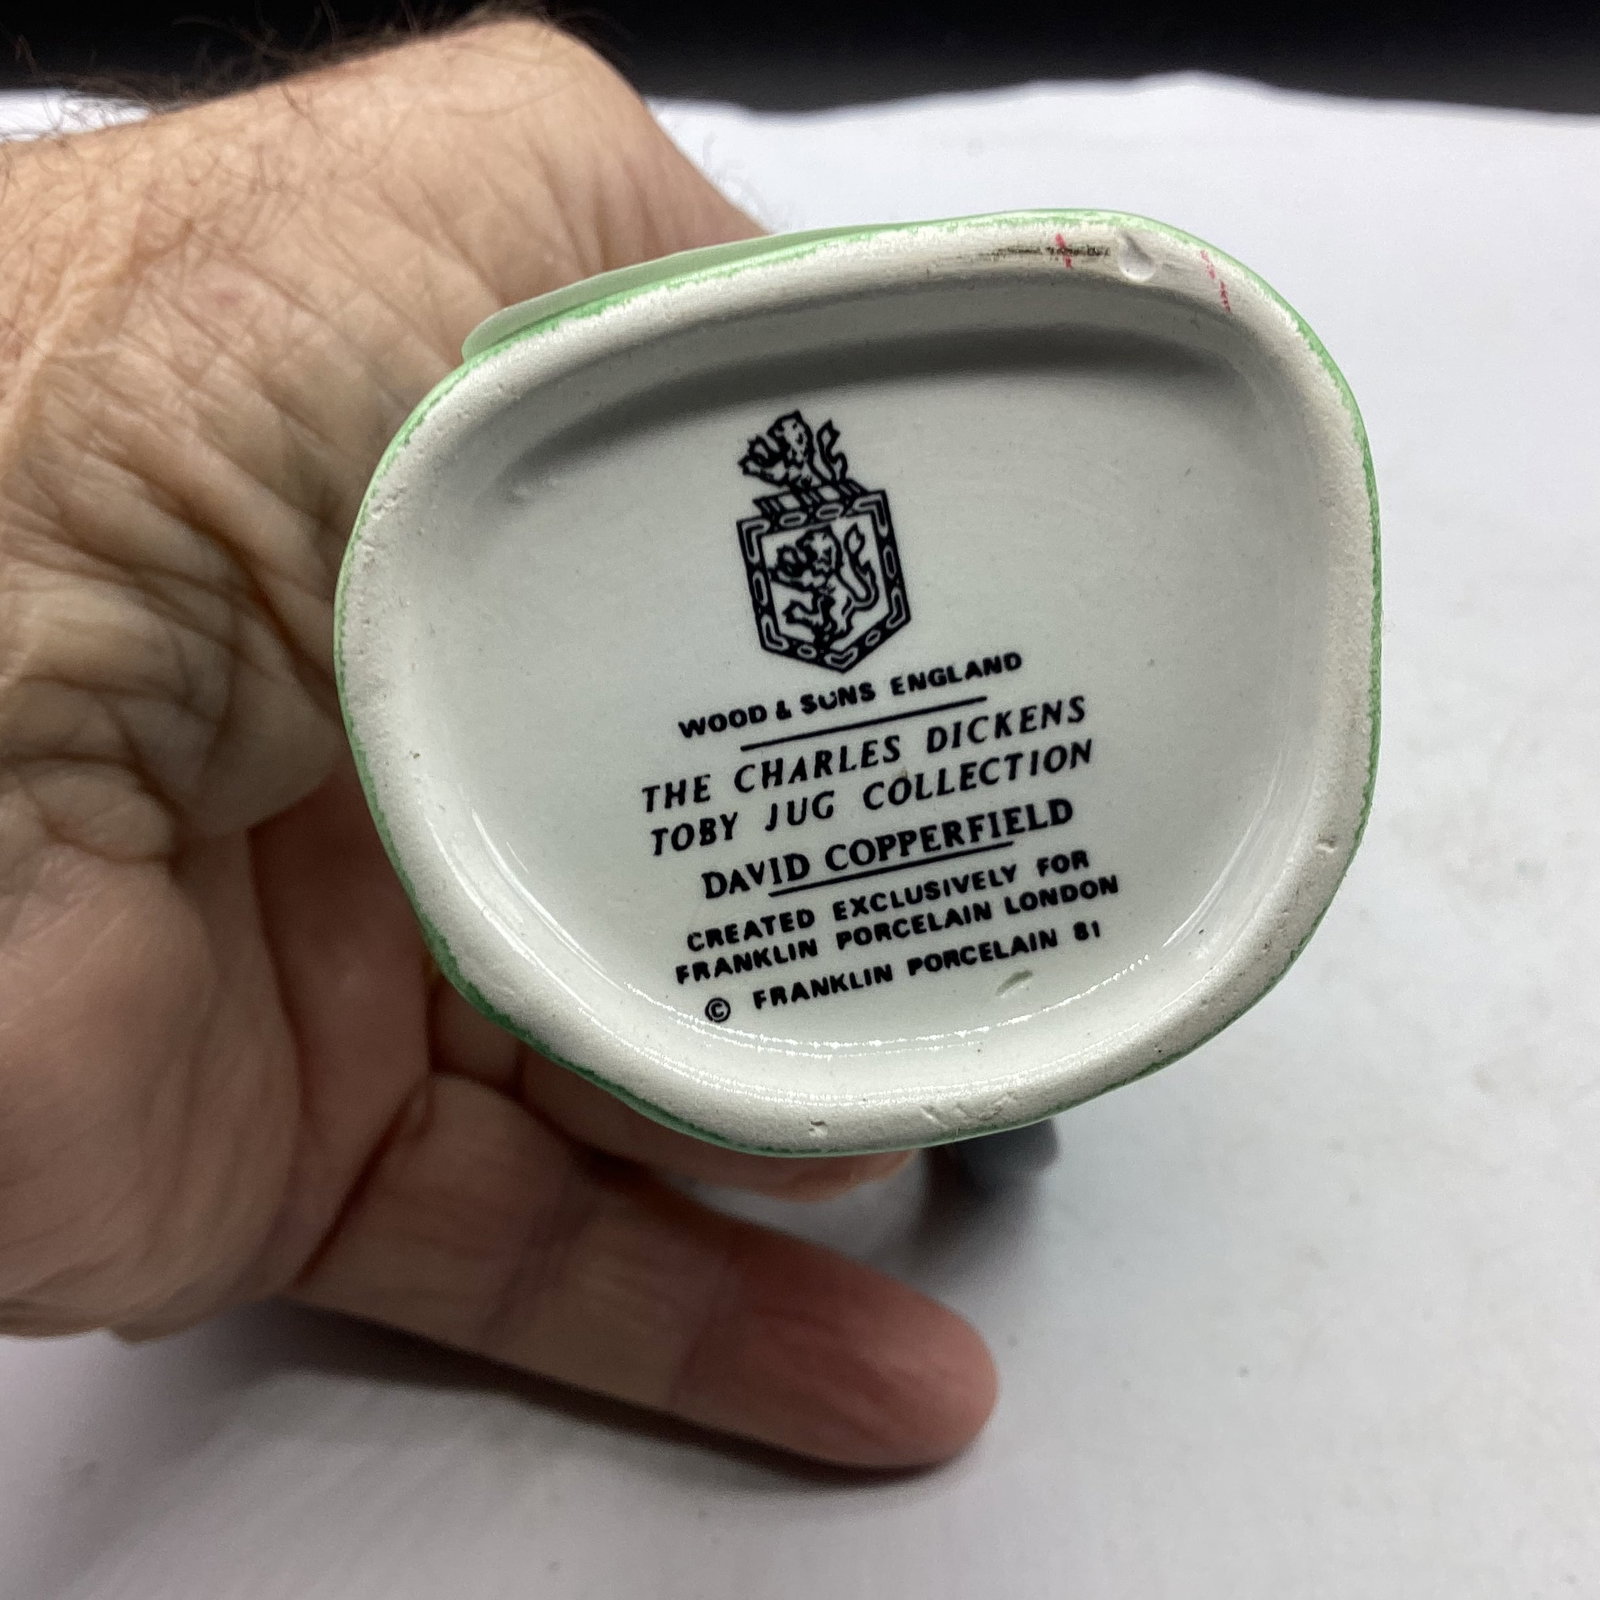 WOOD & SONS ENGLAND
THE CHARLES DICKENS
TOBY JUG COLLECTION
DAVID COPPERFIELD
CREATED EXCLUSIVELY FOR
FRANKLIN PORCELAIN LONDON
© FRANKLIN PORCELAIN 81